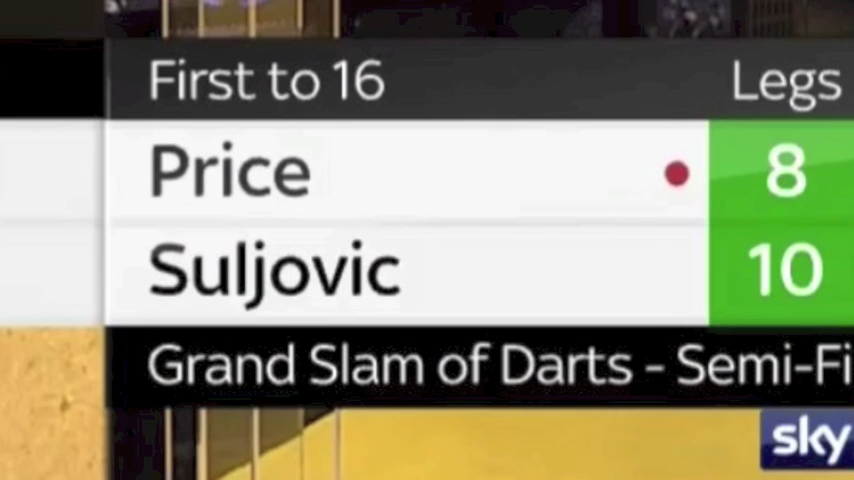 First to 16 Legs
Price 8
Suljovic 10
Grand Slam of Darts - Semi-Fi
sky